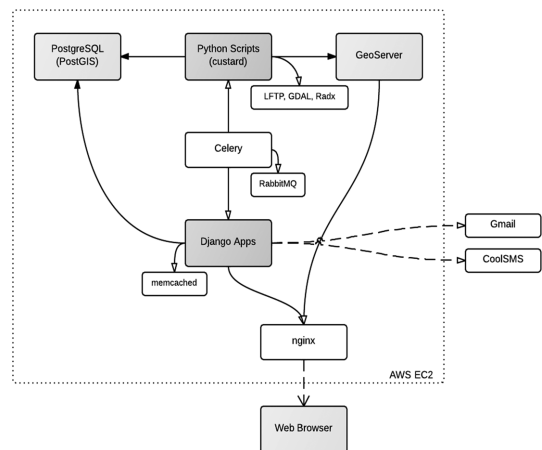 PostgreSQL
(PostGIS)
Python Scripts
(custard)
GeoServer
LFTP, GDAL, Radx
Celery
RabbitMQ
Django Apps
Gmail
CoolSMS
memcached
nginx
AWS EC2
Web Browser